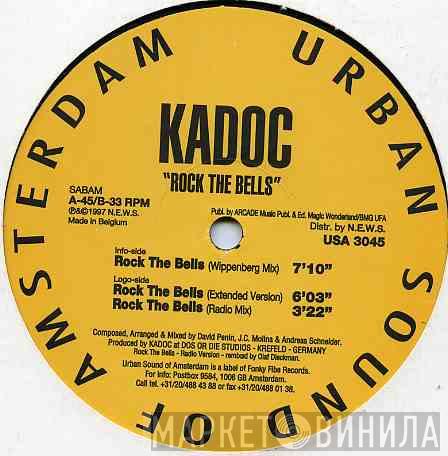 URBAN SOUND OF AMSTERDAM
KADOC
"ROCK THE BELLS"
SABAM
A-45/B-33 RPM
℗&©1997 N.E.W.S.
Made in Belgium
Publ. by ARCADE Music Publ. & Ed. Magic Wonderland/BMG UFA
Distr. by N.E.W.S.
USA 3045
Info-side
Rock The Bells (Wippenberg Mix) 7'10"
Logo-side
Rock The Bells (Extended Version) 6'03"
Rock The Bells (Radio Mix) 3'22"
Composed, Arranged & Mixed by David Penin, J.C. Molina & Andreas Schneider.
Produced by KADOC at DOS OR DIE STUDIOS - KREFELD - GERMANY
Rock The Bells - Radio Version - remixed by Olaf Dieckman.
Urban Sound of Amsterdam is a label of Fonky Fibe Records.
For Info: Postbox 9584, 1006 GB Amsterdam.
Call tel. +31/20/488 43 88 or fax +31/20/488 01 38.
МАРКЕТ ВИНИЛА